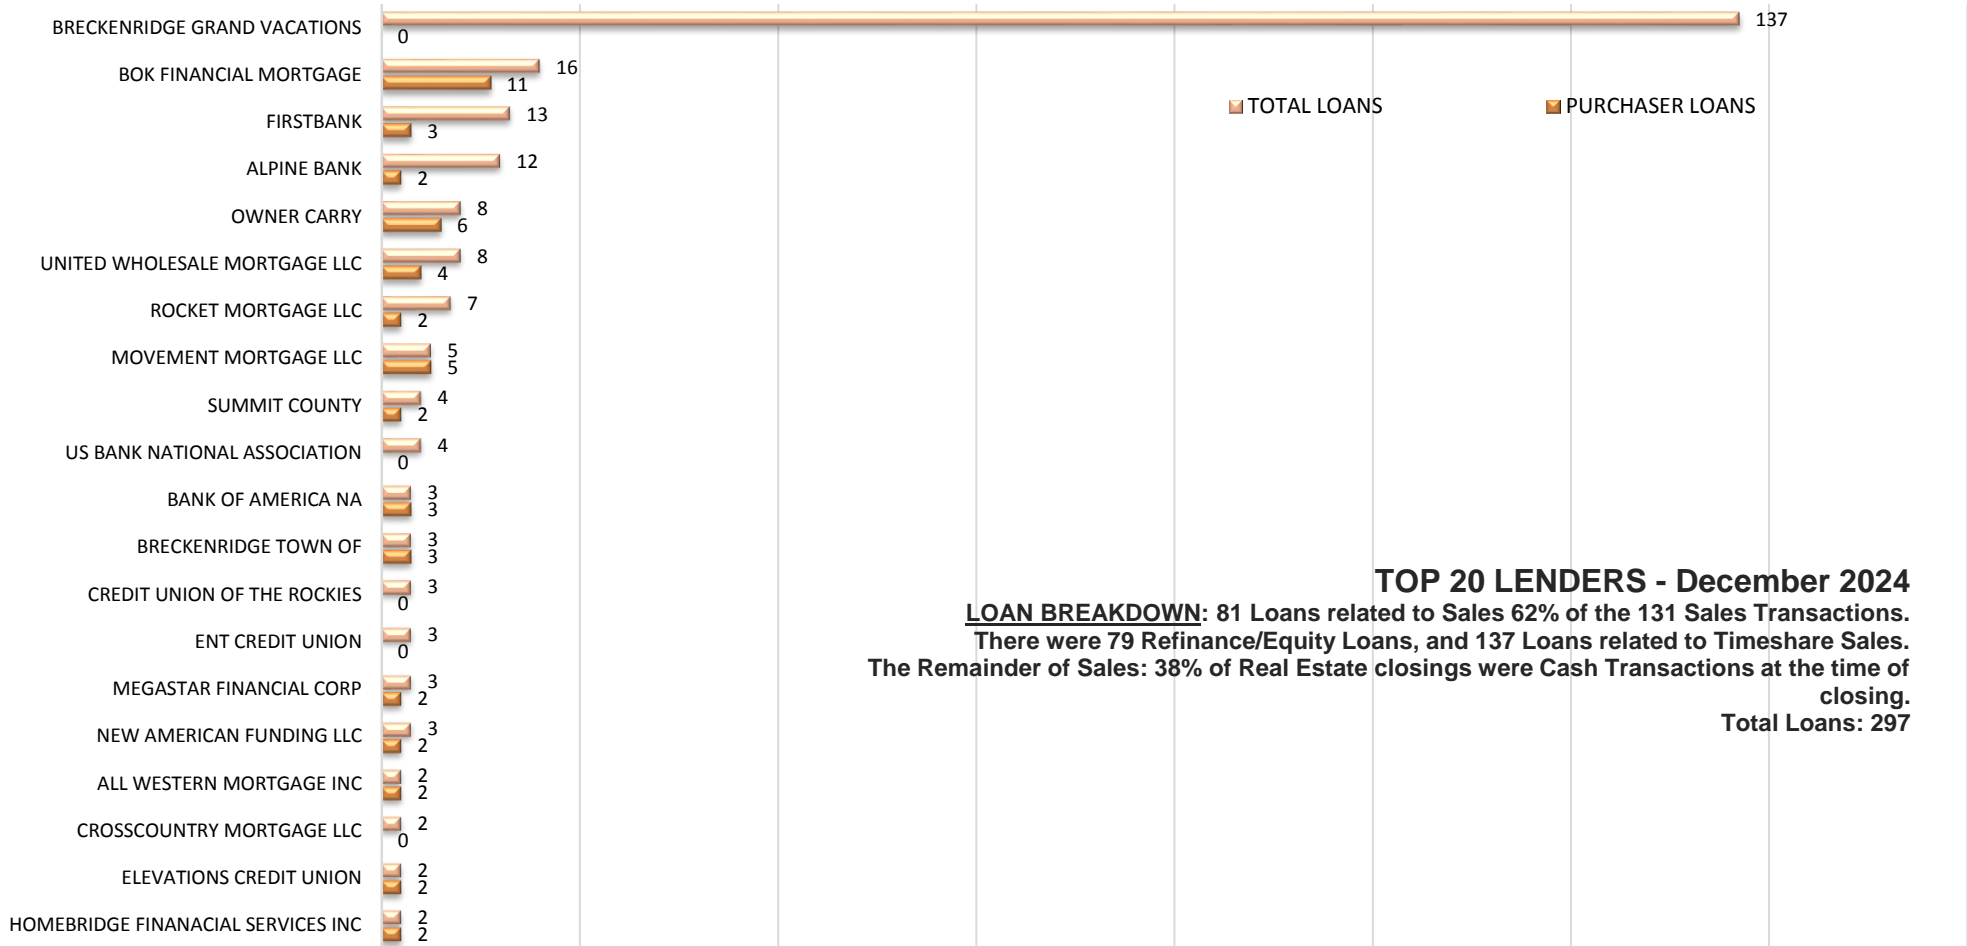 BRECKENRIDGE GRAND VACATIONS
137
0
BOK FINANCIAL MORTGAGE
16
11
TOTAL LOANS
PURCHASER LOANS
FIRSTBANK
13
3
ALPINE BANK
12
2
OWNER CARRY
8
6
UNITED WHOLESALE MORTGAGE LLC
8
4
ROCKET MORTGAGE LLC
7
2
MOVEMENT MORTGAGE LLC
5
5
SUMMIT COUNTY
4
2
US BANK NATIONAL ASSOCIATION
4
0
BANK OF AMERICA NA
3
3
BRECKENRIDGE TOWN OF
3
3
CREDIT UNION OF THE ROCKIES
3
0
ENT CREDIT UNION
3
0
MEGASTAR FINANCIAL CORP
3
2
NEW AMERICAN FUNDING LLC
3
2
ALL WESTERN MORTGAGE INC
2
2
CROSSCOUNTRY MORTGAGE LLC
2
0
ELEVATIONS CREDIT UNION
2
2
HOMEBRIDGE FINANACIAL SERVICES INC
2
2
TOP 20 LENDERS - December 2024
LOAN BREAKDOWN: 81 Loans related to Sales 62% of the 131 Sales Transactions.
There were 79 Refinance/Equity Loans, and 137 Loans related to Timeshare Sales.
The Remainder of Sales: 38% of Real Estate closings were Cash Transactions at the time of
closing.
Total Loans: 297